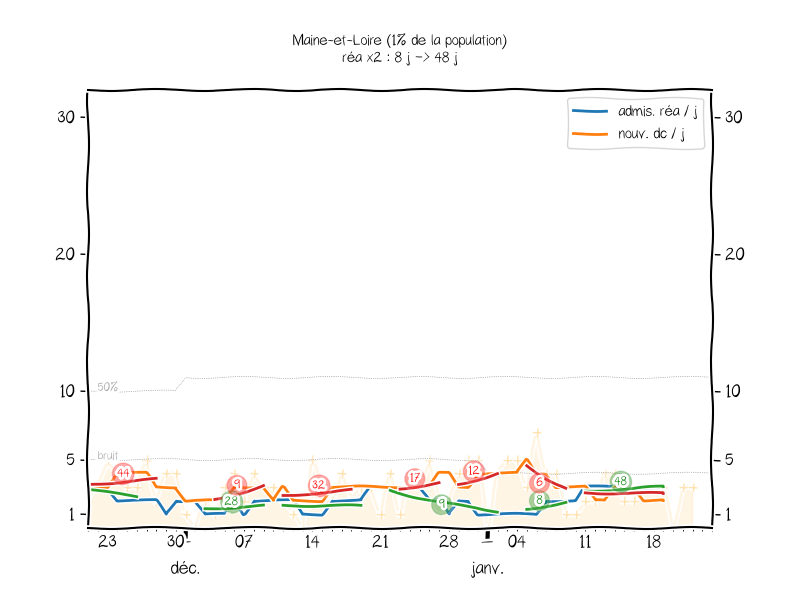 Maine-et-Loire (1% de la population)
réa x2 : 8 j -> 48 j
admis. réa / j
nouv. dc / j
30 30
20 20
50%
10 10
bruit
5 5
1 1
44 28 9 32 17 9 12 6 8 48
23 30 07 14 21 28 04 11 18
déc. janv.